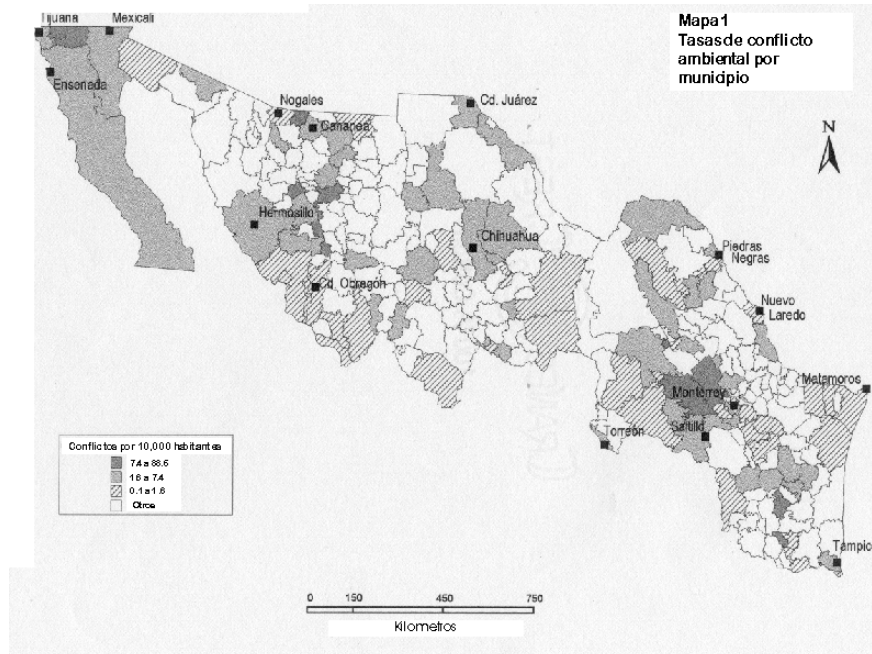 Mapa1
Tasasde conflicto
ambiental por
municipio
N
Tijuana
Mexicali
Ensenada
Nogales
Cananea
Cd. Juárez
Hermosillo
Chihuahua
Cd. Obregón
Piedras
Negras
Nuevo
Laredo
Matamoros
Monterrey
Torreón
Saltillo
Tampico
Conflictos por 10,000 habitantes
7.4 a 88.6
1.6 a 7.4
0.1 a 1.6
Otros
0 150 450 750
Kilometros